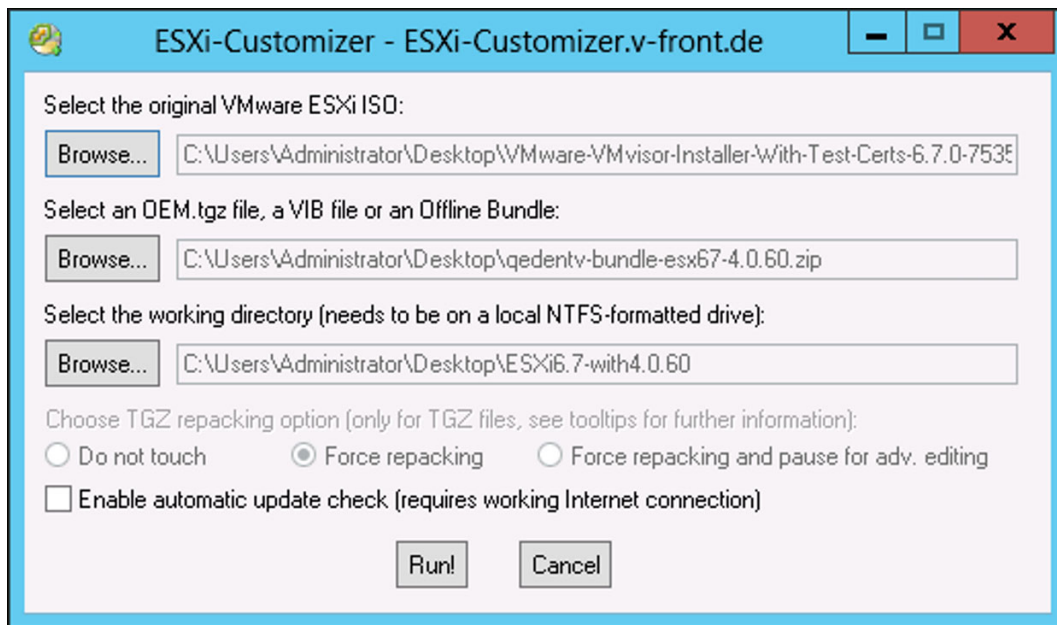 ESXi-Customizer - ESXi-Customizer.v-front.de
Select the original VMware ESXi ISO:
Browse... C:\Users\Administrator\Desktop\VMware-VMvisor-Installer-With-Test-Certs-6.7.0-7535
Select an OEM.tgz file, a VIB file or an Offline Bundle:
Browse... C:\Users\Administrator\Desktop\qedentv-bundle-esx67-4.0.60.zip
Select the working directory (needs to be on a local NTFS-formatted drive):
Browse... C:\Users\Administrator\Desktop\ESXi6.7-with4.0.60
Choose TGZ repacking option (only for TGZ files, see tooltips for further information):
Do not touch Force repacking Force repacking and pause for adv. editing
Enable automatic update check (requires working Internet connection)
Run! Cancel